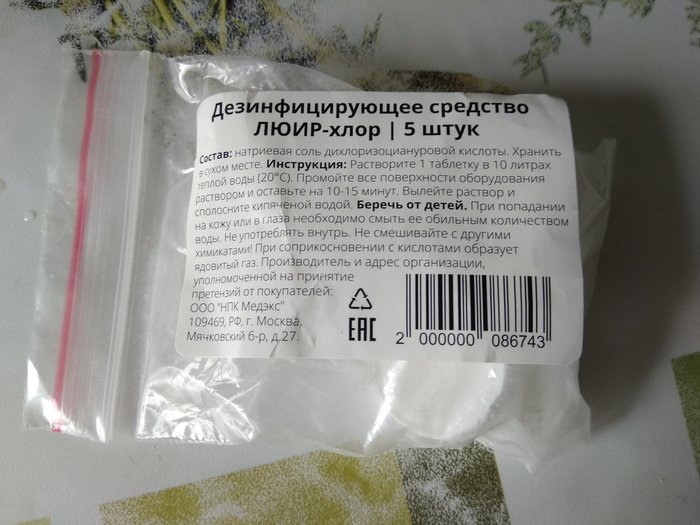 Дезинфицирующее средство
ЛЮИР-хлор | 5 штук
Состав: натриевая соль дихлоризоциануровой кислоты. Хранить
в сухом месте. Инструкция: Растворите 1 таблетку в 10 литрах
теплой воды (20°С). Промойте все поверхности оборудования
раствором и оставьте на 10-15 минут. Вылейте раствор и
сполосните кипяченой водой. Беречь от детей. При попадании
на кожу или в глаза необходимо смыть ее обильным количеством
воды. Не употреблять внутрь. Не смешивайте с другими
химикатами! При соприкосновении с кислотами образует
ядовитый газ. Производитель и адрес организации,
уполномоченной на принятие
претензий от покупателей:
ООО "НПК Медэкс"
109469, РФ, г. Москва,
Мячковский б-р, д.27.
EAC
2 000000 086743